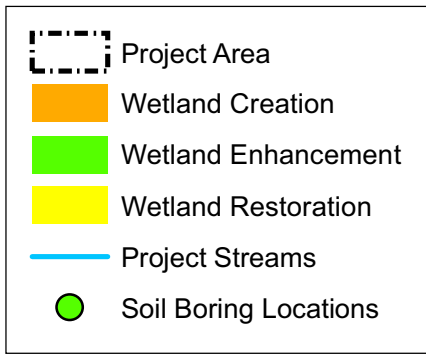 Project Area
Wetland Creation
Wetland Enhancement
Wetland Restoration
Project Streams
Soil Boring Locations